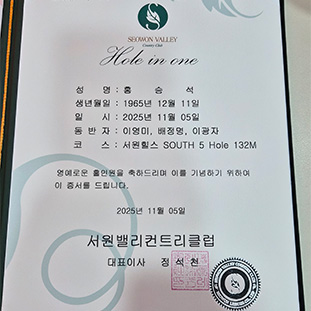 SEOWON VALLEY
Country Club
Hole in one
성 명 : 홍 승 석
생년월일 : 1965년 12월 11일
일 시 : 2025년 11월 05일
동 반 자 : 이영미, 배정명, 이광자
코 스 : 서원힐스 SOUTH 5 Hole 132M
영예로운 홀인원을 축하드리며 이를 기념하기 위하여
이 증서를 드립니다.
2025년 11월 05일
서원밸리컨트리클럽
대표이사 정 석 천